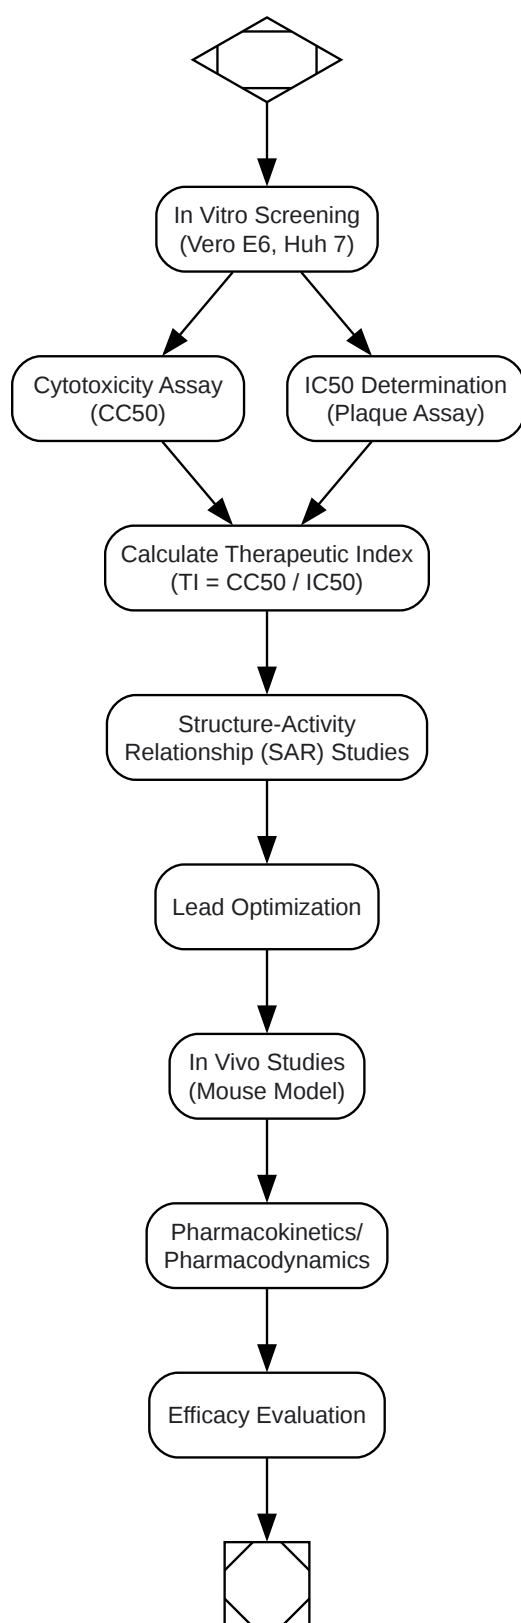 In Vitro Screening
(Vero E6, Huh 7)
Cytotoxicity Assay
(CC50)
IC50 Determination
(Plaque Assay)
Calculate Therapeutic Index
(TI = CC50 / IC50)
Structure-Activity
Relationship (SAR) Studies
Lead Optimization
In Vivo Studies
(Mouse Model)
Pharmacokinetics/
Pharmacodynamics
Efficacy Evaluation